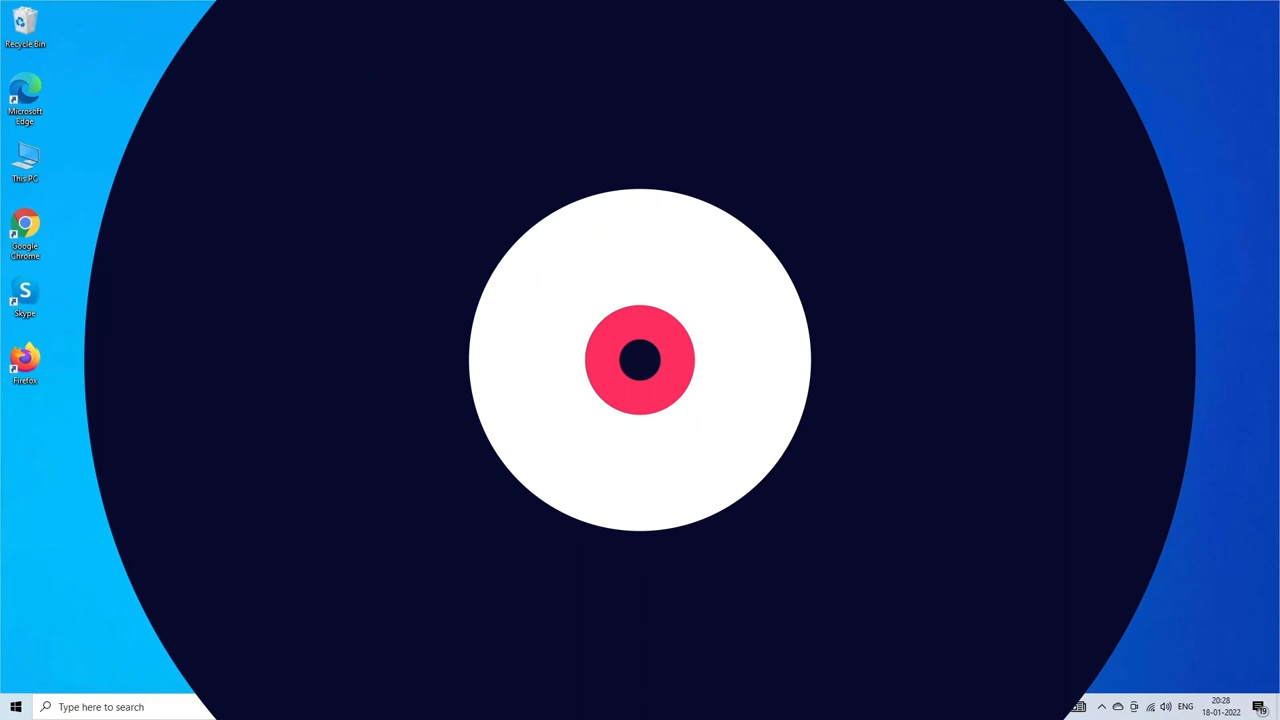 Recycle Bin
Microsoft
Edge
This PC
Google
Chrome
S
Skype
Firefox
Type here to search
ENG
20:28
18-01-2022
19